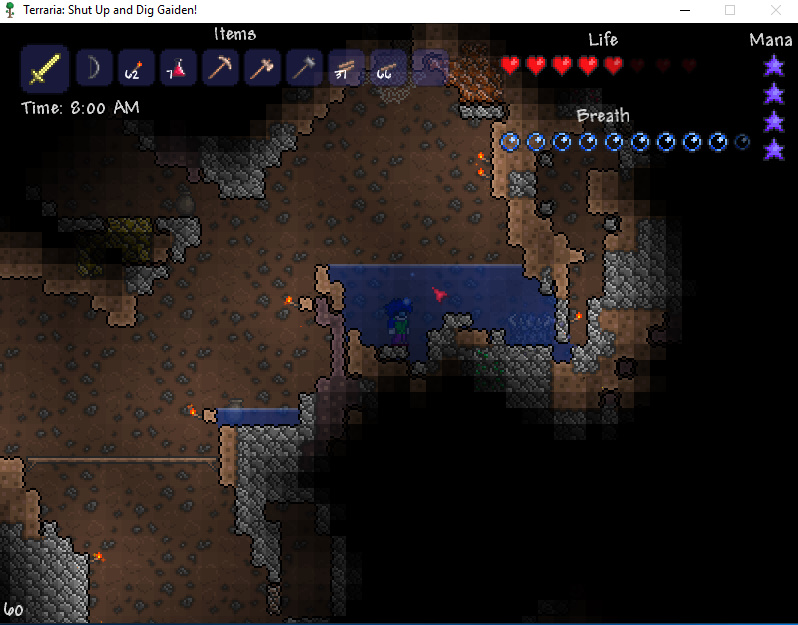 Terraria: Shut Up and Dig Gaiden!
Items
Life
Mana
62
7
37
66
Time: 8:00 AM
Breath
60